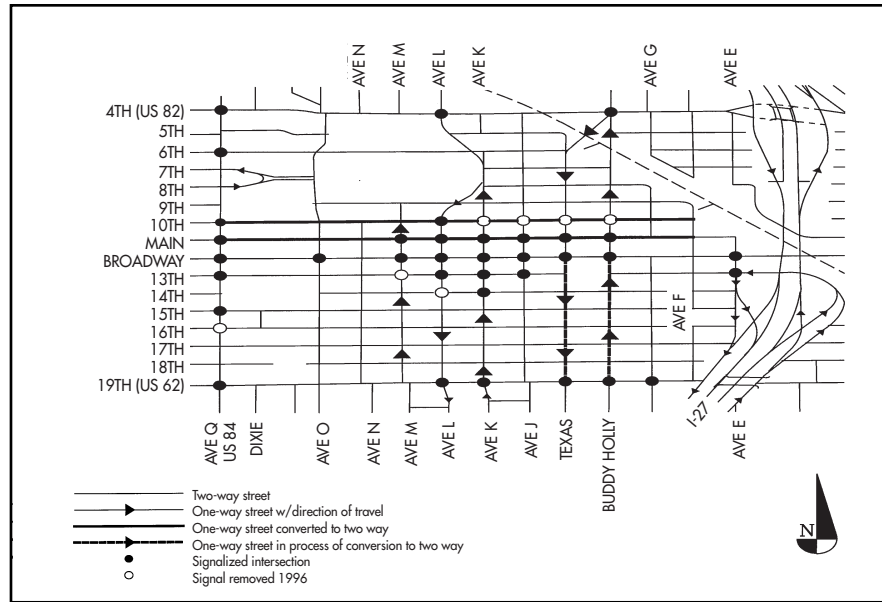 AVE N
AVE M
AVE L
AVE K
AVE G
AVE E
4TH (US 82)
5TH
6TH
7TH
8TH
9TH
10TH
MAIN
BROADWAY
13TH
14TH
15TH
16TH
17TH
18TH
19TH (US 62)
AVE F
I-27
AVE Q
US 84
DIXIE
AVE O
AVE N
AVE M
AVE L
AVE K
AVE J
TEXAS
BUDDY HOLLY
AVE E
Two-way street
One-way street w/direction of travel
One-way street converted to two way
One-way street in process of conversion to two way
Signalized intersection
Signal removed 1996
N